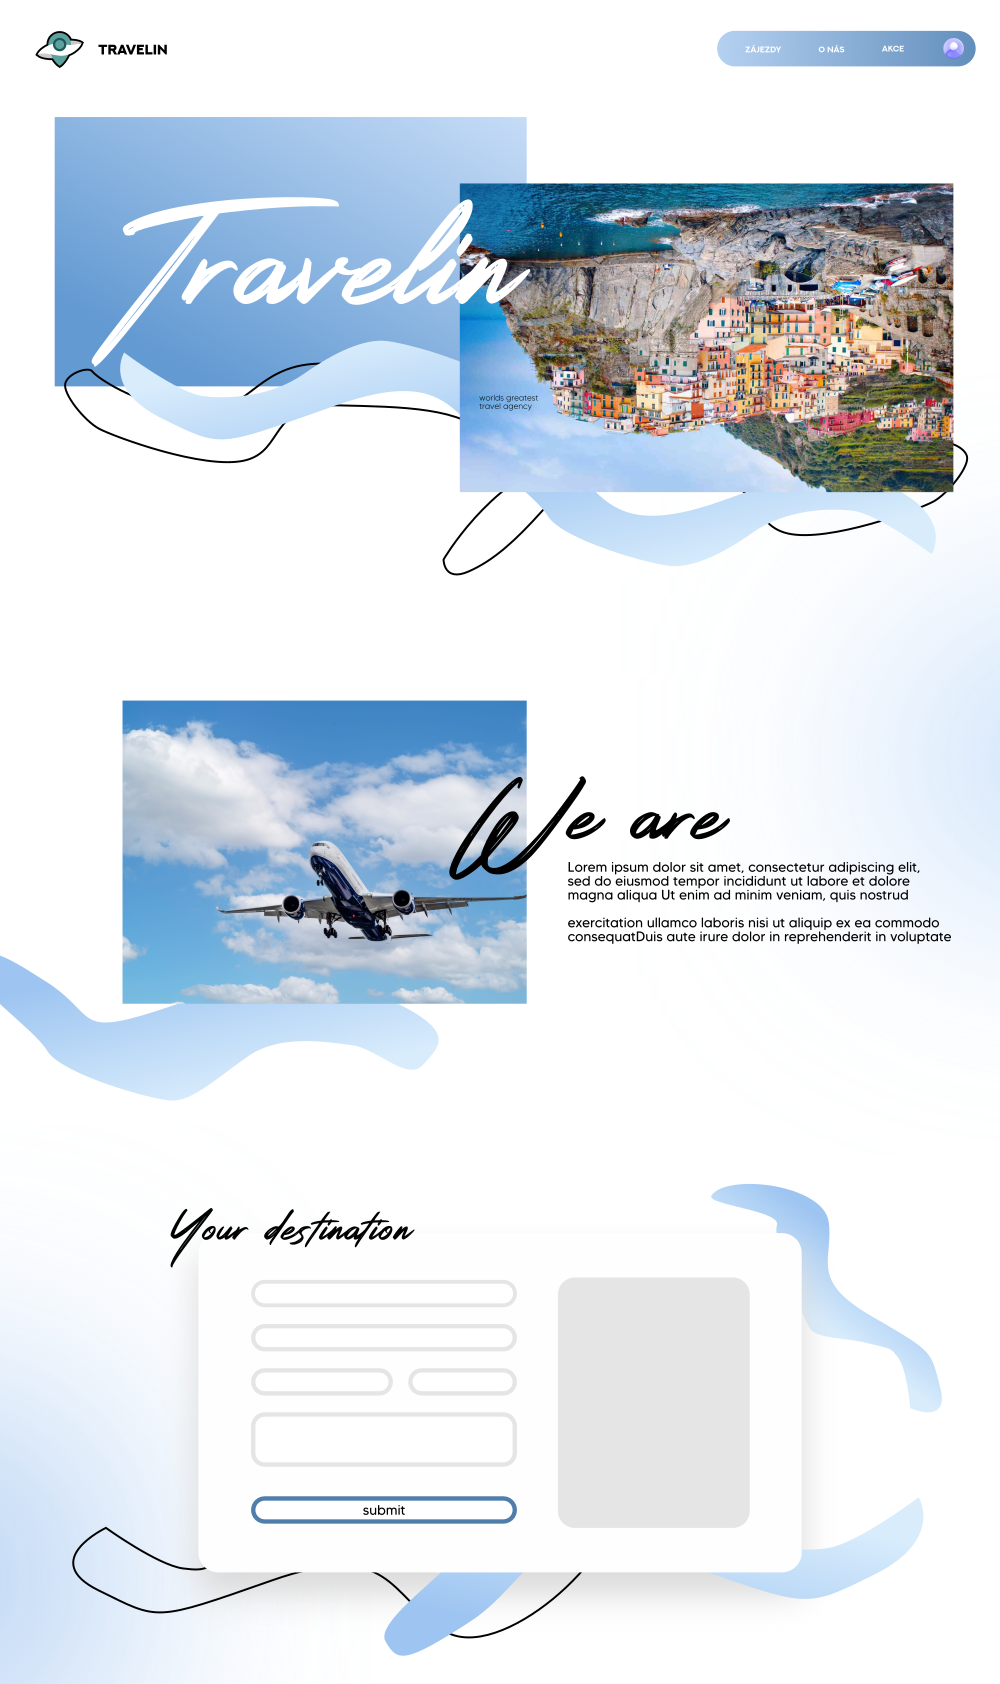 TRAVELIN
ZÁJEZDY
O NÁS
AKCE
Travelin
worlds greatest
travel agency
We are
Lorem ipsum dolor sit amet, consectetur adipiscing elit,
sed do eiusmod tempor incididunt ut labore et dolore
magna aliqua Ut enim ad minim veniam, quis nostrud
exercitation ullamco laboris nisi ut aliquip ex ea commodo
consequatDuis aute irure dolor in reprehenderit in voluptate
Your destination
submit